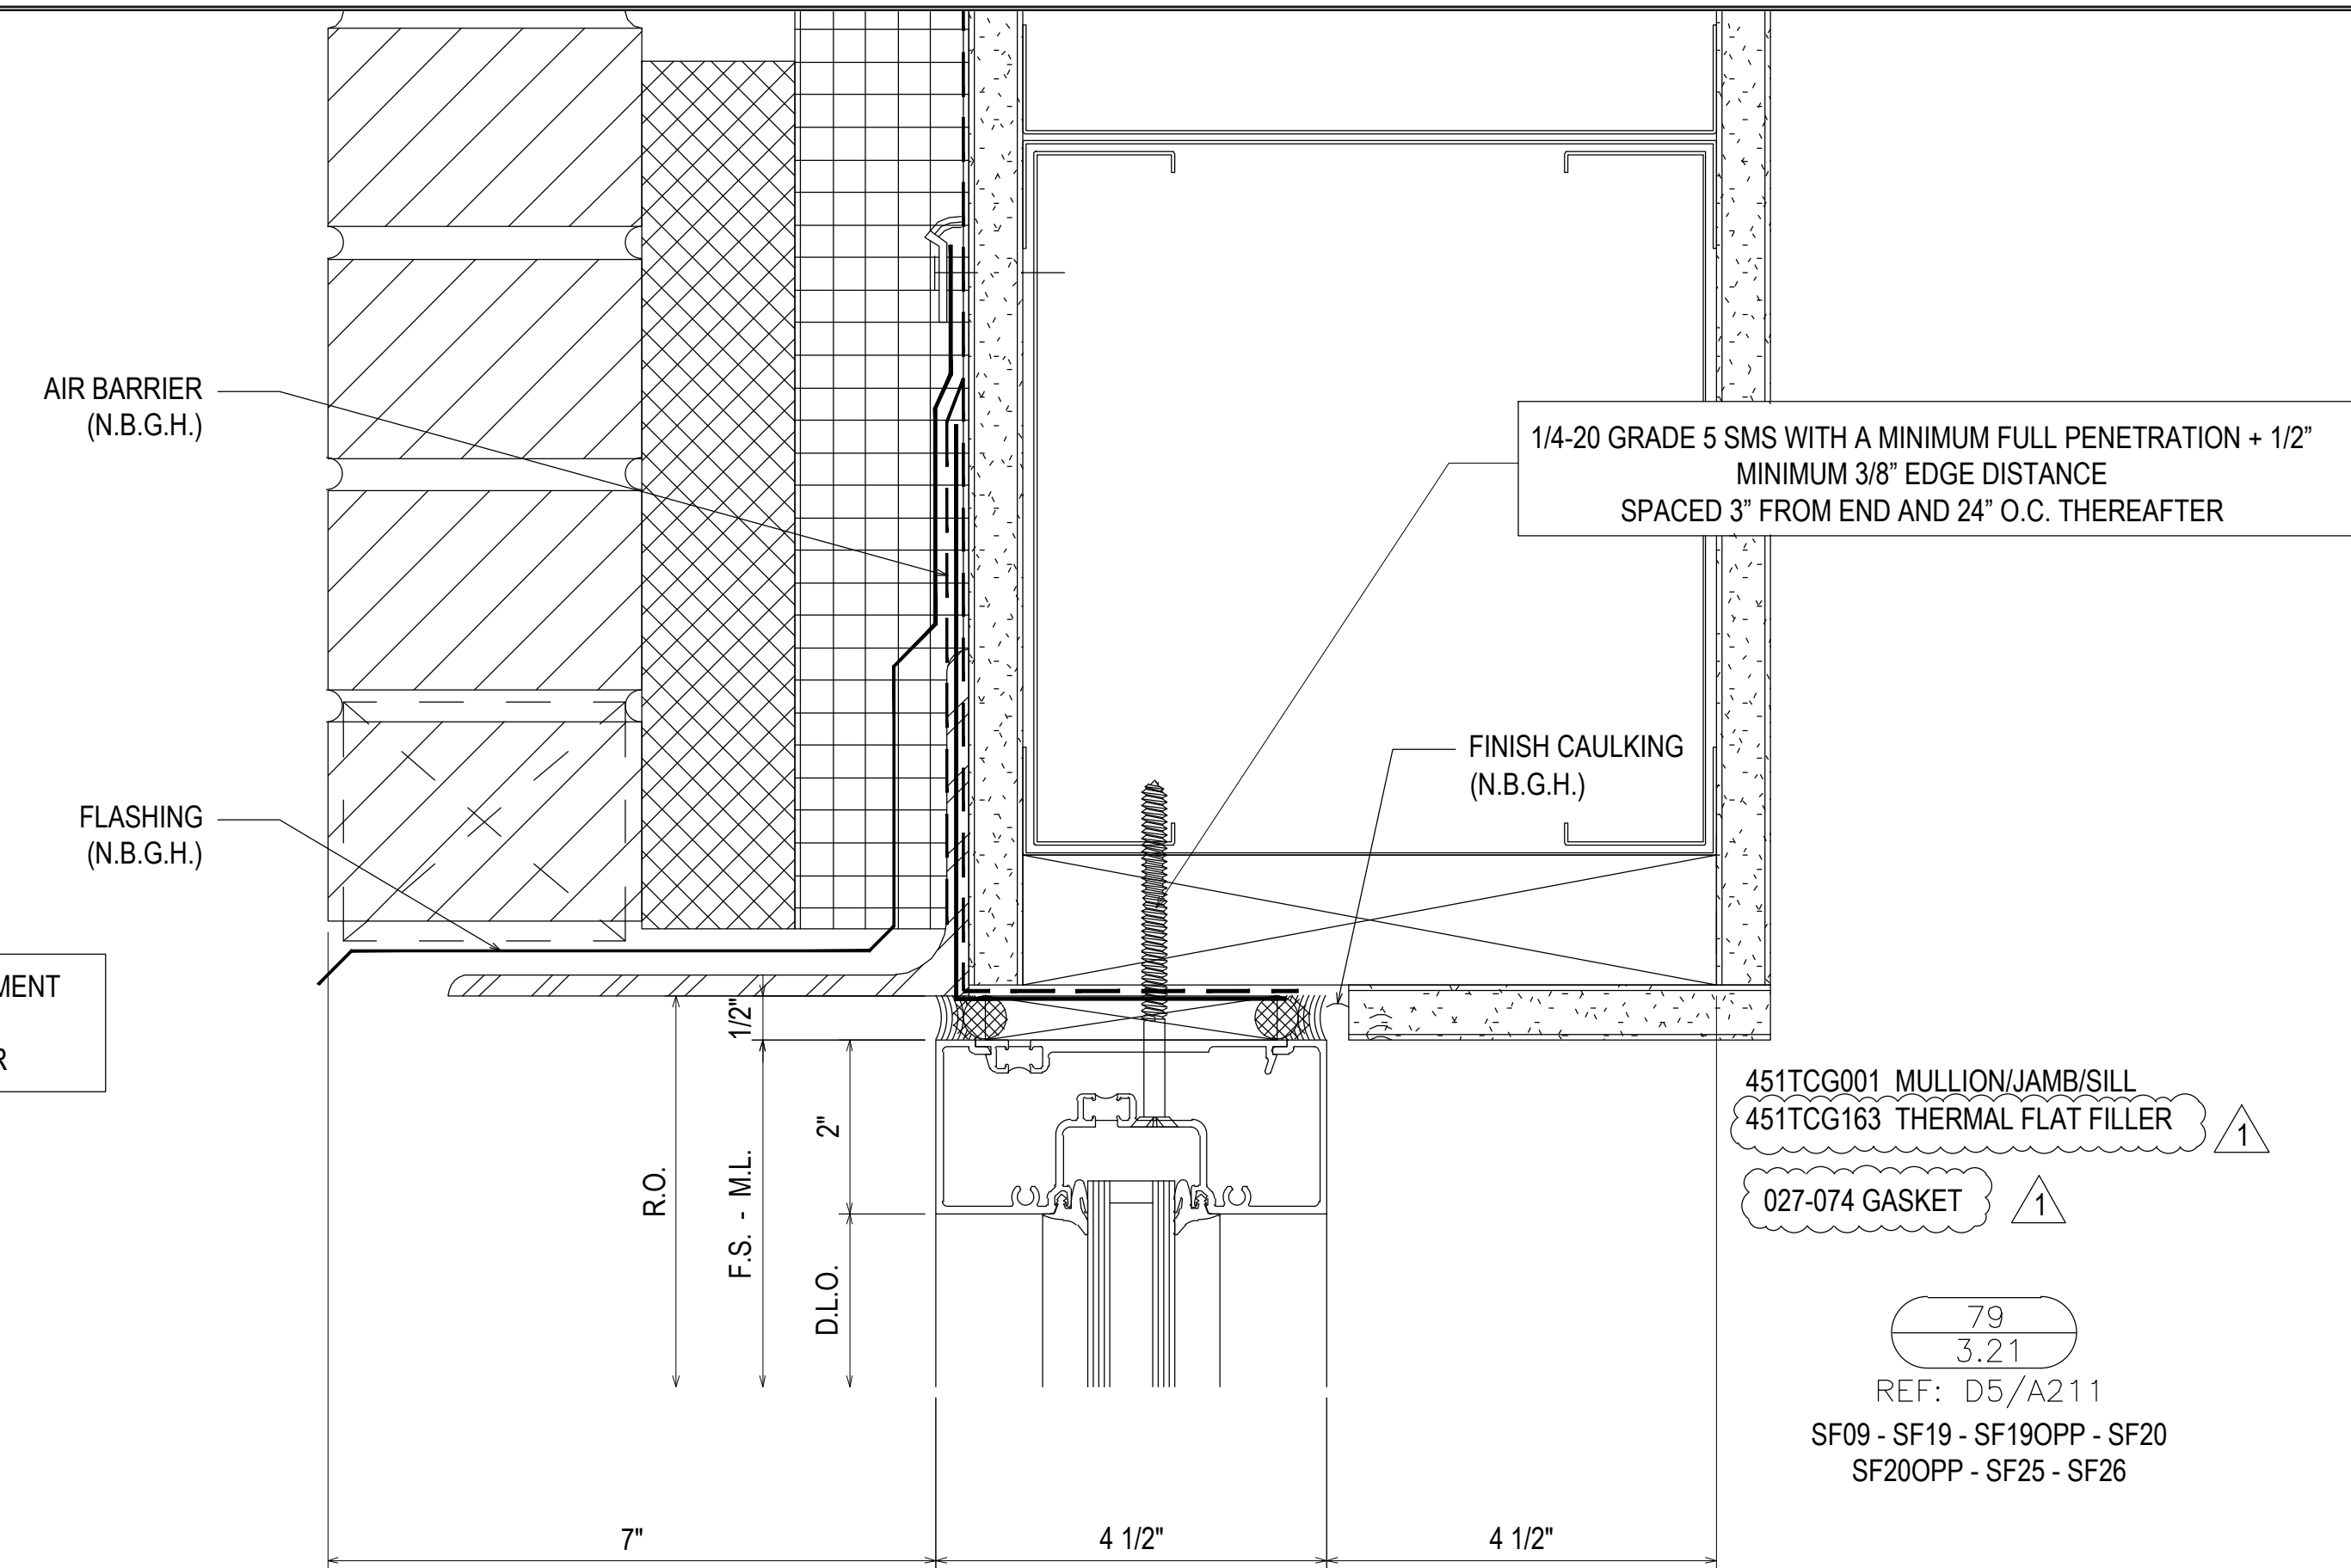 AIR BARRIER
(N.B.G.H.)
1/4-20 GRADE 5 SMS WITH A MINIMUM FULL PENETRATION + 1/2”
MINIMUM 3/8” EDGE DISTANCE
SPACED 3” FROM END AND 24” O.C. THEREAFTER
FINISH CAULKING
(N.B.G.H.)
FLASHING
(N.B.G.H.)
1/2"
2"
R.O.
F.S. - M.L.
D.L.O.
451TCG001 MULLION/JAMB/SILL
451TCG163 THERMAL FLAT FILLER
1
027-074 GASKET
1
79
3.21
REF: D5/A211
SF09 - SF19 - SF19OPP - SF20
SF20OPP - SF25 - SF26
7"
4 1/2"
4 1/2"